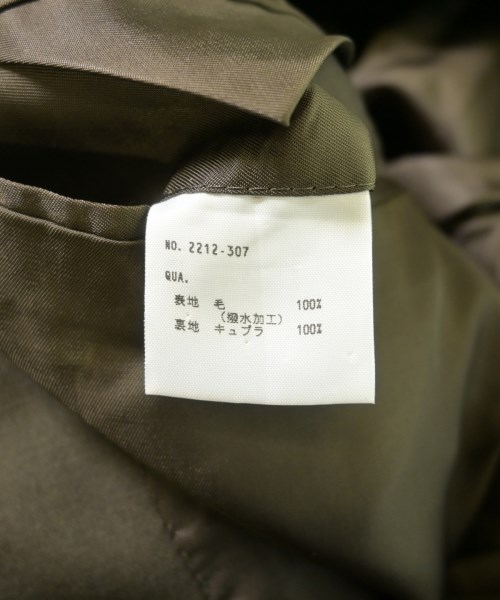 NO. 2212-307
QUA.
表地 毛 100%
(撥水加工)
裏地 キュプラ 100%